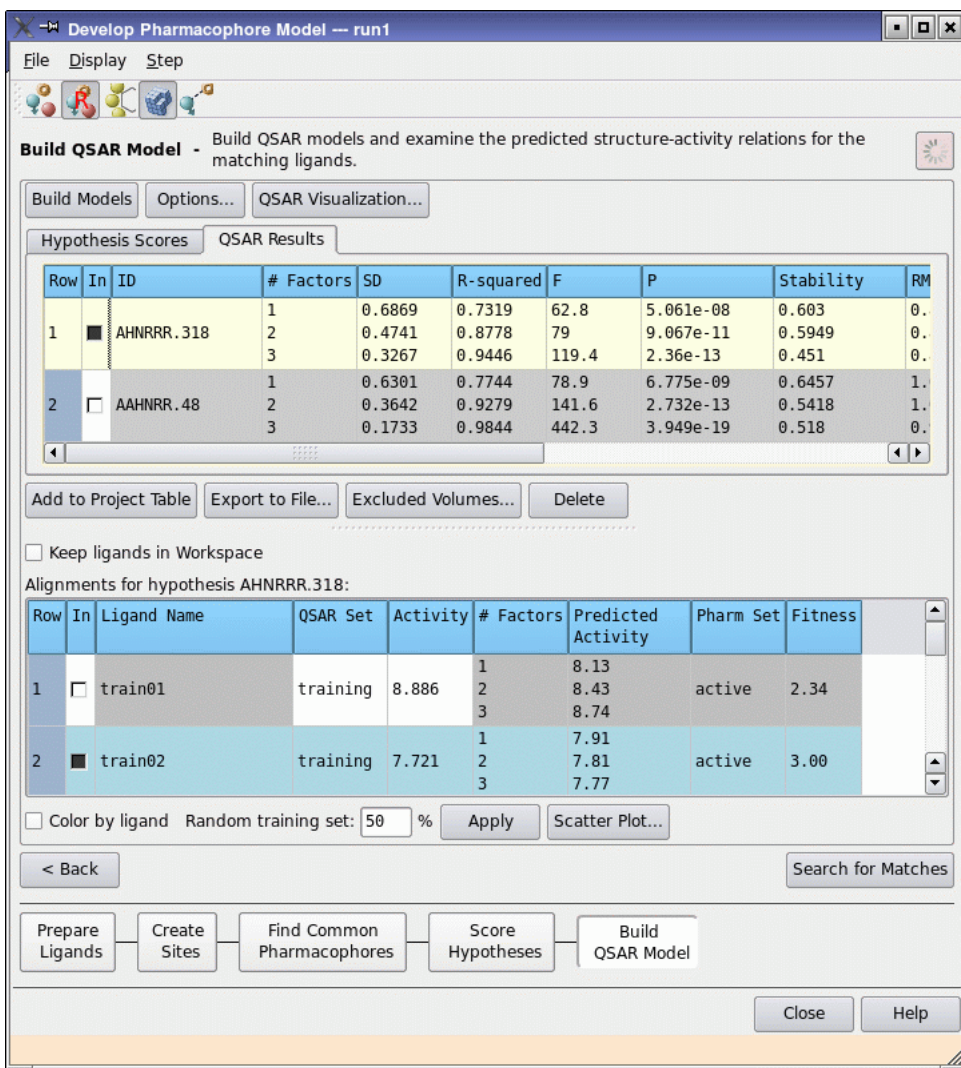 Develop Pharmacophore Model --- run1
File Display Step
R
Build QSAR Model - Build QSAR models and examine the predicted structure-activity relations for the
matching ligands.
Build Models Options... QSAR Visualization...
Hypothesis Scores QSAR Results
Row In ID # Factors SD R-squared F P Stability RM
1 0.6869 0.7319 62.8 5.061e-08 0.603 0.
1 AHNRRR.318 2 0.4741 0.8778 79 9.067e-11 0.5949 0.
3 0.3267 0.9446 119.4 2.36e-13 0.451 0.
1 0.6301 0.7744 78.9 6.775e-09 0.6457 1.
2 AAHNRR.48 2 0.3642 0.9279 141.6 2.732e-13 0.5418 1.
3 0.1733 0.9844 442.3 3.949e-19 0.518 0.
Add to Project Table Export to File... Excluded Volumes... Delete
Keep ligands in Workspace
Alignments for hypothesis AHNRRR.318:
Row In Ligand Name QSAR Set Activity # Factors Predicted Pharm Set Fitness
Activity
1 8.13
1 train01 training 8.886 2 8.43 active 2.34
3 8.74
1 7.91
2 train02 training 7.721 2 7.81 active 3.00
3 7.77
Color by ligand Random training set: 50 % Apply Scatter Plot...
< Back Search for Matches
Prepare Create Find Common Score Build
Ligands Sites Pharmacophores Hypotheses QSAR Model
Close Help